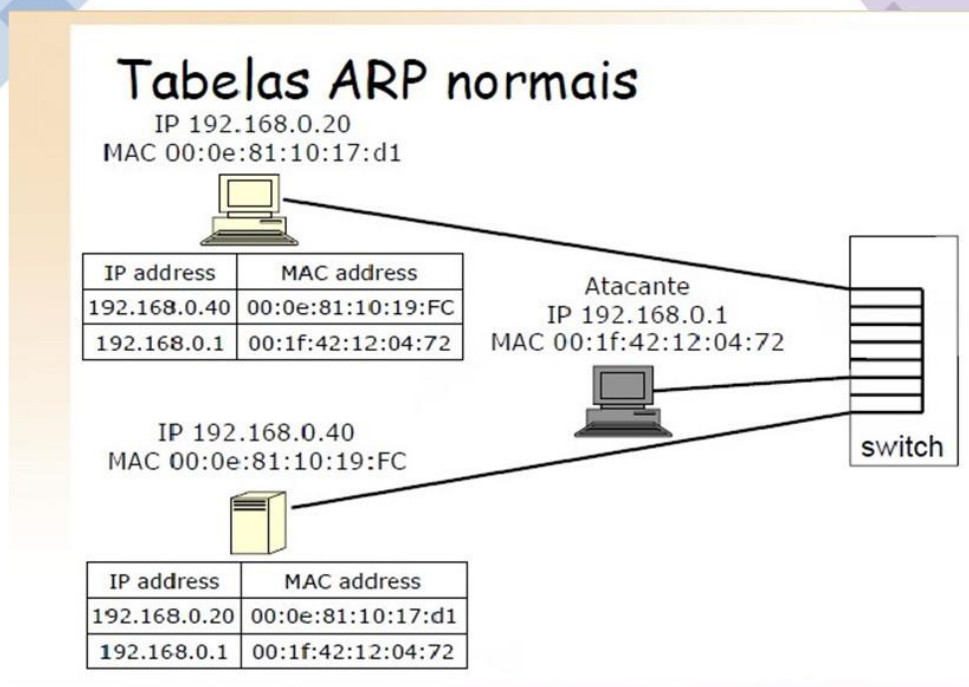 Tabelas ARP normais
IP 192.168.0.20
MAC 00:0e:81:10:17:d1
IP address MAC address
192.168.0.40 00:0e:81:10:19:FC
192.168.0.1 00:1f:42:12:04:72
Atacante
IP 192.168.0.1
MAC 00:1f:42:12:04:72
switch
IP 192.168.0.40
MAC 00:0e:81:10:19:FC
IP address MAC address
192.168.0.20 00:0e:81:10:17:d1
192.168.0.1 00:1f:42:12:04:72